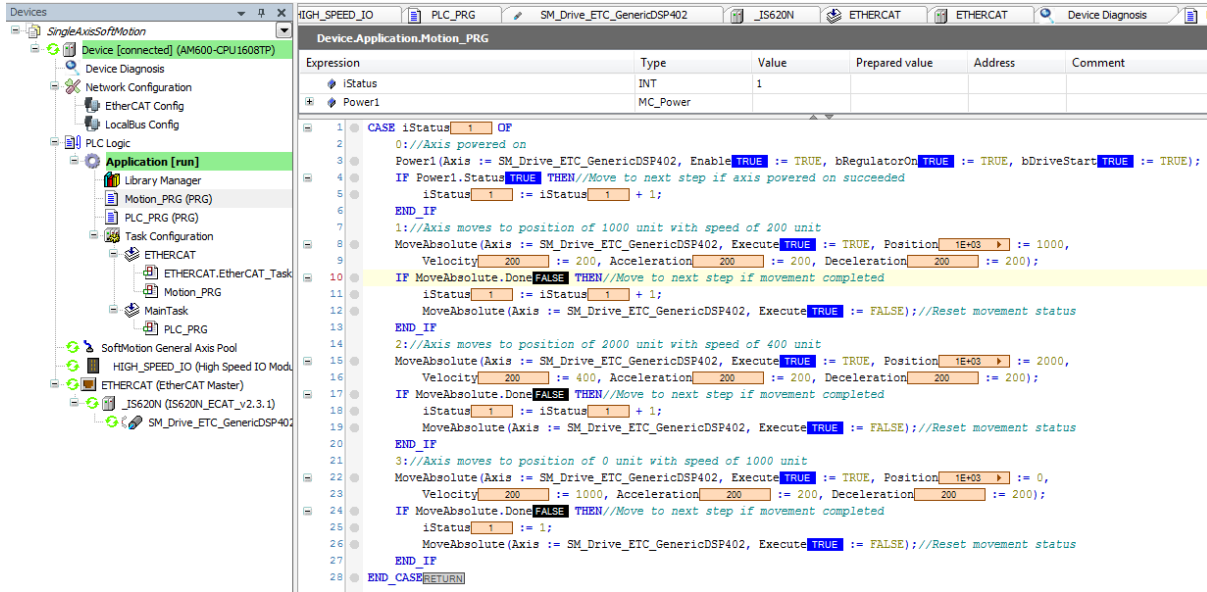 Devices
SingleAxisSoftMotion
Device [connected] (AM600-CPU1608TP)
Device Diagnosis
Network Configuration
EtherCAT Config
LocalBus Config
PLC Logic
Application [run]
Library Manager
Motion_PRG (PRG)
PLC_PRG (PRG)
Task Configuration
ETHERCAT
ETHERCAT.EtherCAT_Task
Motion_PRG
MainTask
PLC_PRG
SoftMotion General Axis Pool
HIGH_SPEED_IO (High Speed IO Modu
ETHERCAT (EtherCAT Master)
_IS620N (IS620N_ECAT_v2.3.1)
SM_Drive_ETC_GenericDSP402
HIGH_SPEED_IO PLC_PRG SM_Drive_ETC_GenericDSP402 _IS620N ETHERCAT ETHERCAT Device Diagnosis
Device.Application.Motion_PRG
Expression Type Value Prepared value Address Comment
iStatus INT 1
Power1 MC_Power
1 CASE iStatus 1 OF
2 0://Axis powered on
3 Power1(Axis := SM_Drive_ETC_GenericDSP402, Enable TRUE := TRUE, bRegulatorOn TRUE := TRUE, bDriveStart TRUE := TRUE);
4 IF Power1.Status TRUE THEN//Move to next step if axis powered on succeeded
5 iStatus 1 := iStatus 1 + 1;
6 END_IF
7 1://Axis moves to position of 1000 unit with speed of 200 unit
8 MoveAbsolute(Axis := SM_Drive_ETC_GenericDSP402, Execute TRUE := TRUE, Position 1E+03 := 1000,
9 Velocity 200 := 200, Acceleration 200 := 200, Deceleration 200 := 200);
10 IF MoveAbsolute.Done FALSE THEN//Move to next step if movement completed
11 iStatus 1 := iStatus 1 + 1;
12 MoveAbsolute(Axis := SM_Drive_ETC_GenericDSP402, Execute TRUE := FALSE);//Reset movement status
13 END_IF
14 2://Axis moves to position of 2000 unit with speed of 400 unit
15 MoveAbsolute(Axis := SM_Drive_ETC_GenericDSP402, Execute TRUE := TRUE, Position 1E+03 := 2000,
16 Velocity 200 := 400, Acceleration 200 := 200, Deceleration 200 := 200);
17 IF MoveAbsolute.Done FALSE THEN//Move to next step if movement completed
18 iStatus 1 := iStatus 1 + 1;
19 MoveAbsolute(Axis := SM_Drive_ETC_GenericDSP402, Execute TRUE := FALSE);//Reset movement status
20 END_IF
21 3://Axis moves to position of 0 unit with speed of 1000 unit
22 MoveAbsolute(Axis := SM_Drive_ETC_GenericDSP402, Execute TRUE := TRUE, Position 1E+03 := 0,
23 Velocity 200 := 1000, Acceleration 200 := 200, Deceleration 200 := 200);
24 IF MoveAbsolute.Done FALSE THEN//Move to next step if movement completed
25 iStatus 1 := 1;
26 MoveAbsolute(Axis := SM_Drive_ETC_GenericDSP402, Execute TRUE := FALSE);//Reset movement status
27 END_IF
28 END_CASE RETURN